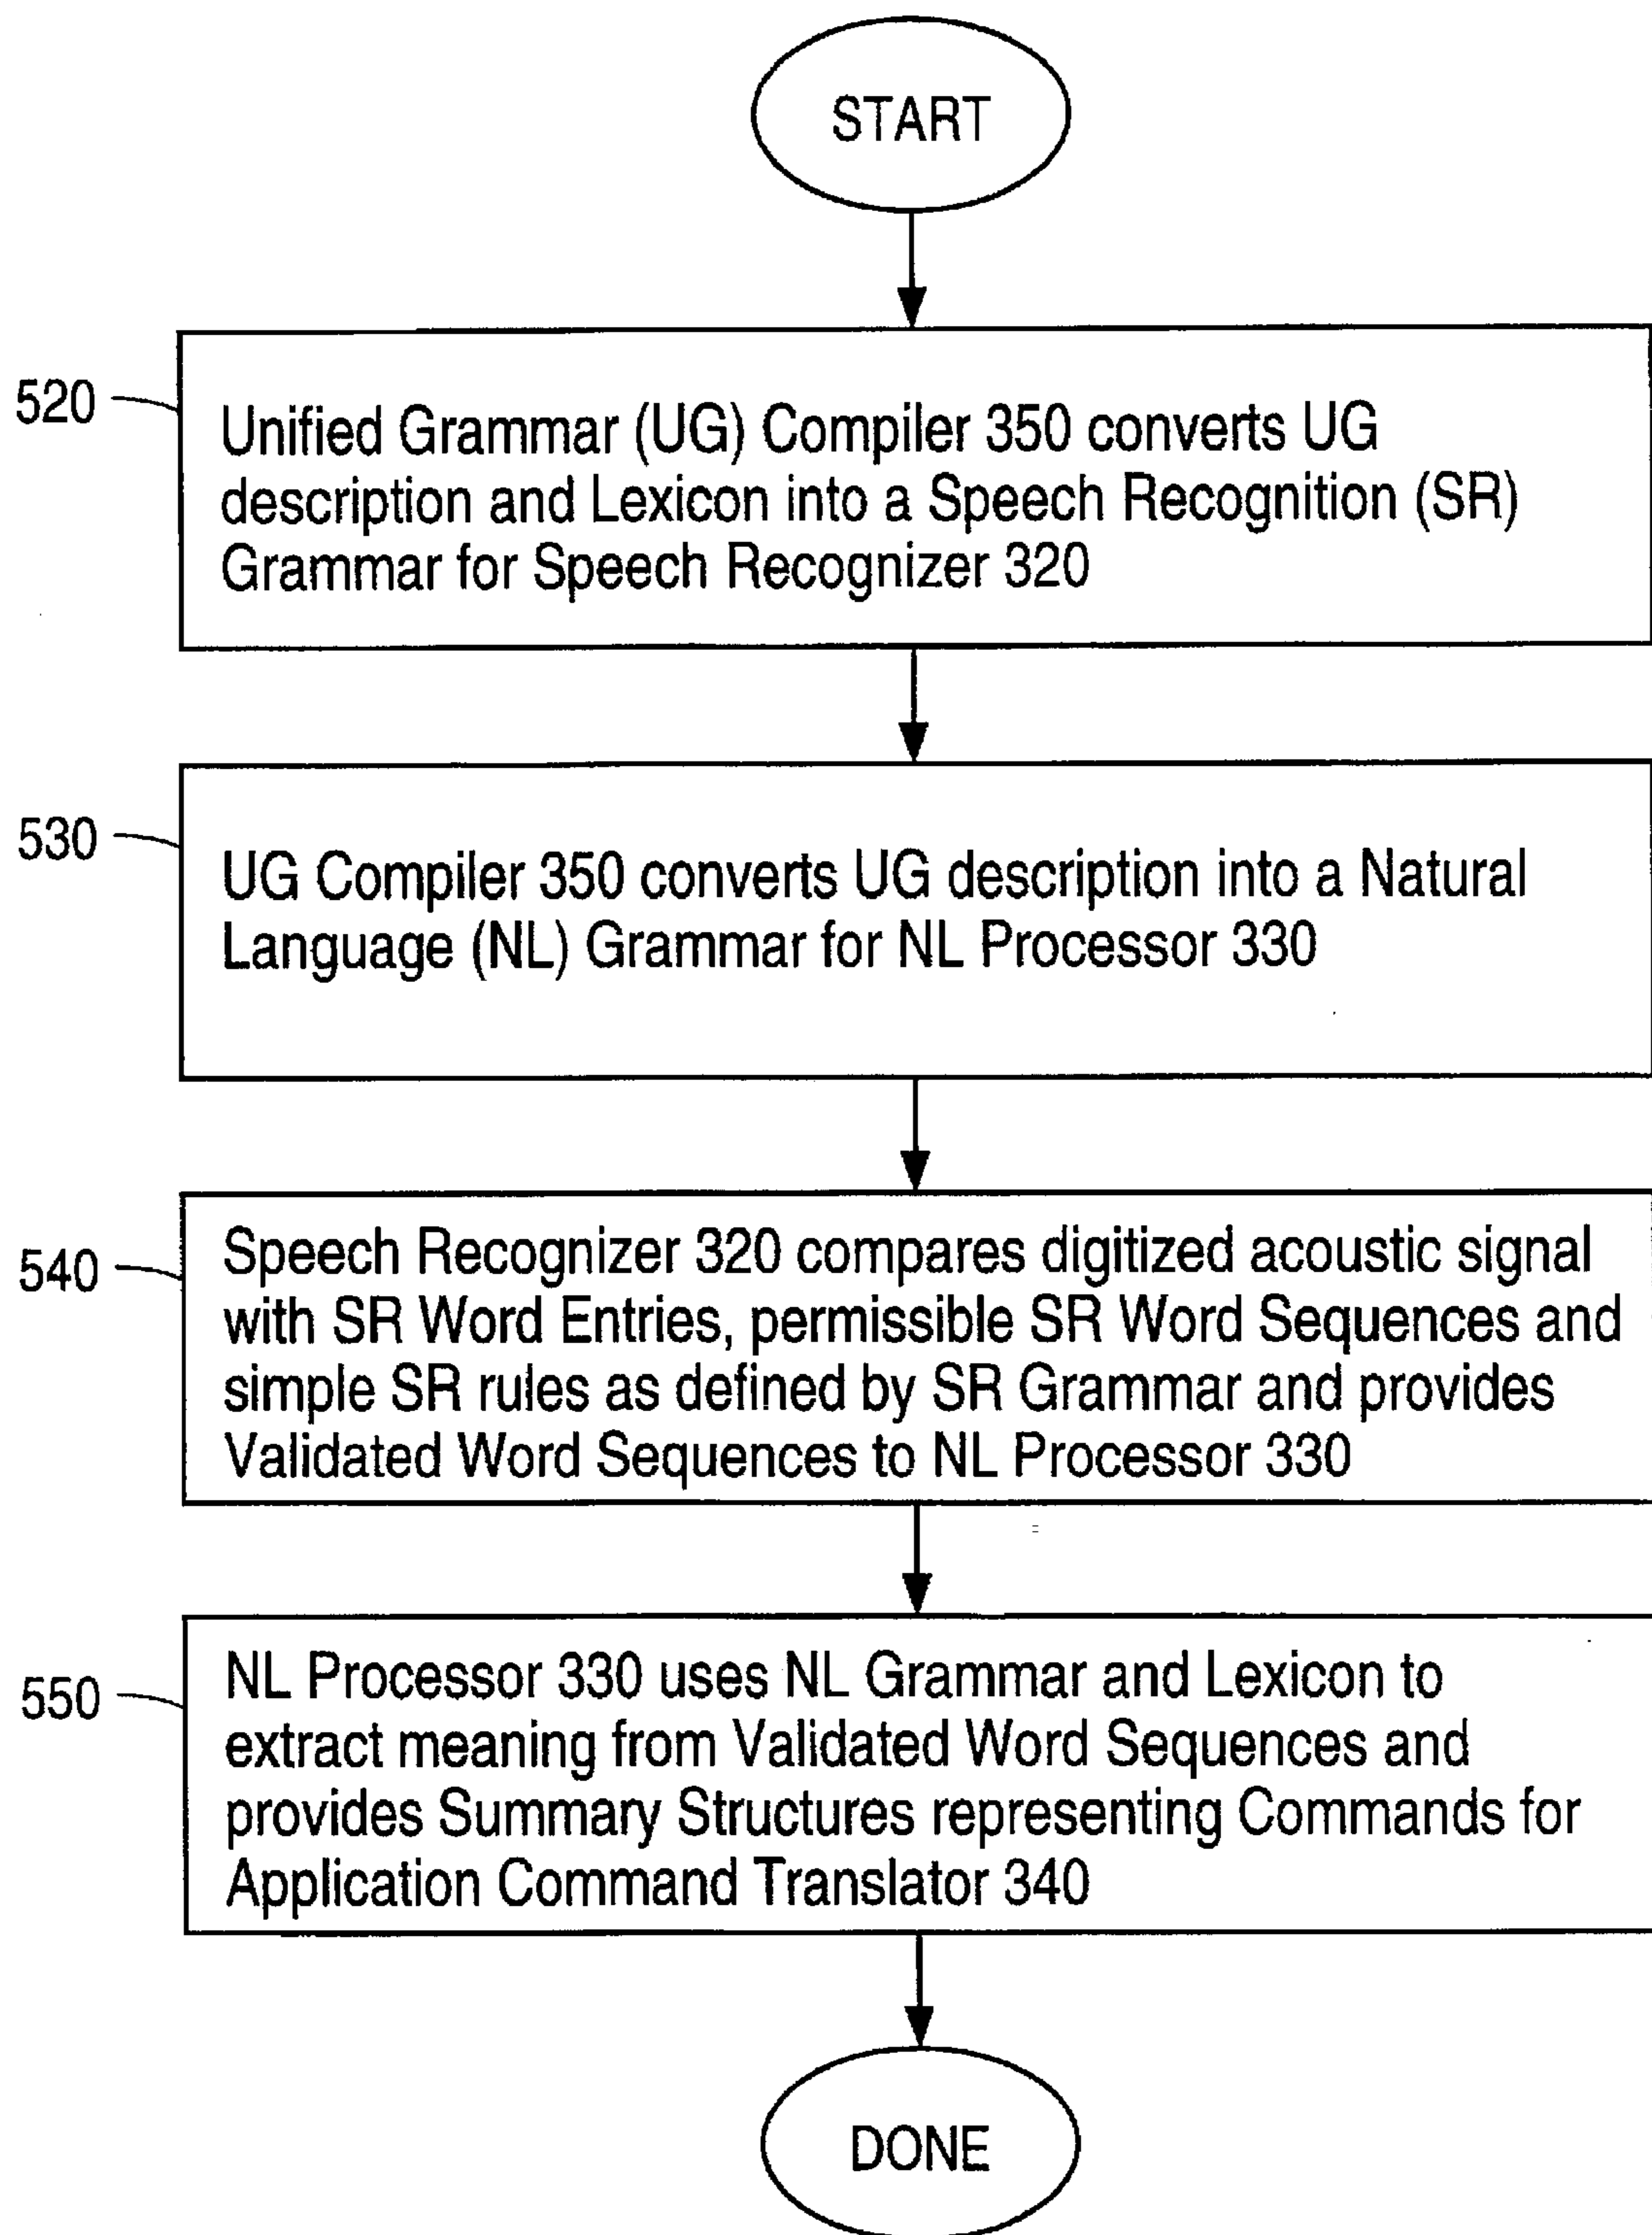 START
520
Unified Grammar (UG) Compiler 350 converts UG
description and Lexicon into a Speech Recognition (SR)
Grammar for Speech Recognizer 320
530
UG Compiler 350 converts UG description into a Natural
Language (NL) Grammar for NL Processor 330
540
Speech Recognizer 320 compares digitized acoustic signal
with SR Word Entries, permissible SR Word Sequences and
simple SR rules as defined by SR Grammar and provides
Validated Word Sequences to NL Processor 330
550
NL Processor 330 uses NL Grammar and Lexicon to
extract meaning from Validated Word Sequences and
provides Summary Structures representing Commands for
Application Command Translator 340
DONE